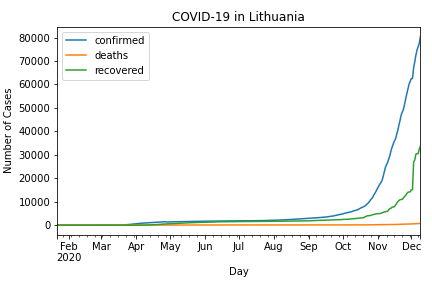 COVID-19 in Lithuania
confirmed
deaths
recovered
Number of Cases
80000
70000
60000
50000
40000
30000
20000
10000
0
Feb Mar Apr May Jun Jul Aug Sep Oct Nov Dec
2020
Day